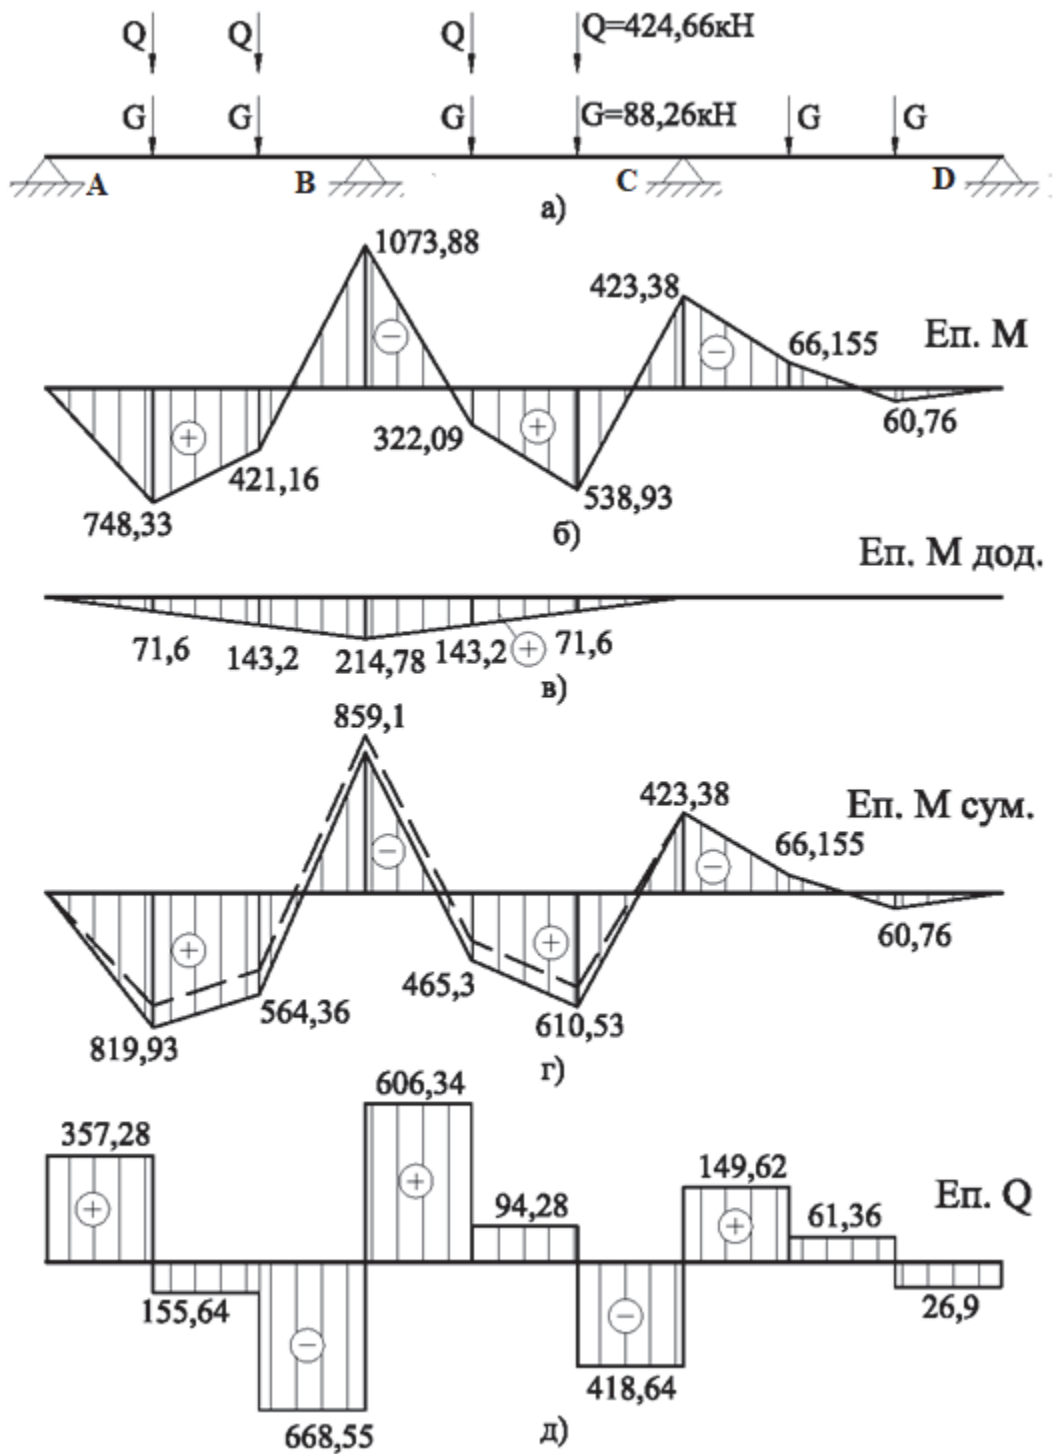 Q Q Q Q=424,66кН
G G G G=88,26кН G G
A B C D
а)
1073,88
423,38
66,155
Еп. М
748,33
421,16
322,09
538,93
60,76
б)
Еп. М дод.
71,6 143,2 214,78 143,2 71,6
в)
859,1
423,38
66,155
Еп. М сум.
819,93
564,36
465,3
610,53
60,76
г)
357,28
606,34
94,28
149,62
61,36
Еп. Q
155,64
668,55
418,64
26,9
д)